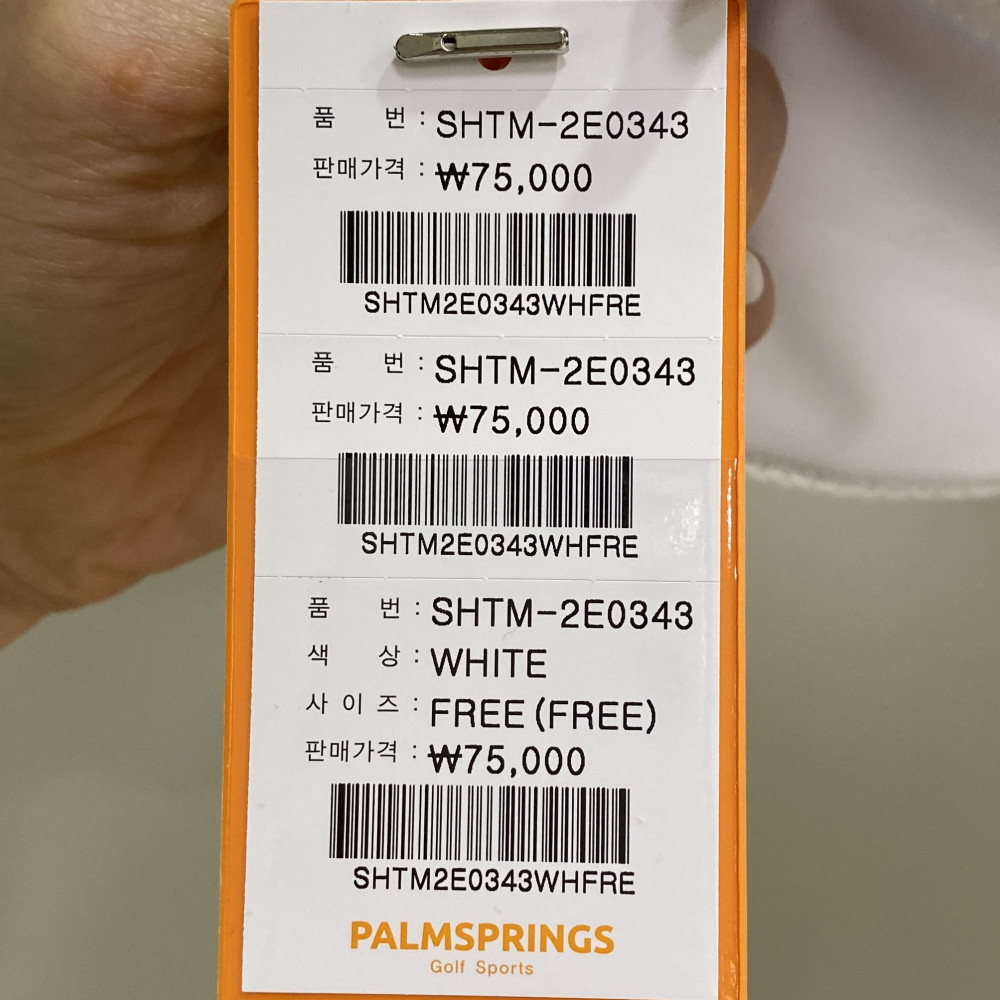 품 번 : SHTM-2E0343
판매가격 : ₩75,000
SHTM2E0343WHFRE
품 번 : SHTM-2E0343
판매가격 : ₩75,000
SHTM2E0343WHFRE
품 번 : SHTM-2E0343
색 상 : WHITE
사 이 즈 : FREE(FREE)
판매가격 : ₩75,000
SHTM2E0343WHFRE
PALMSPRINGS
Golf Sports